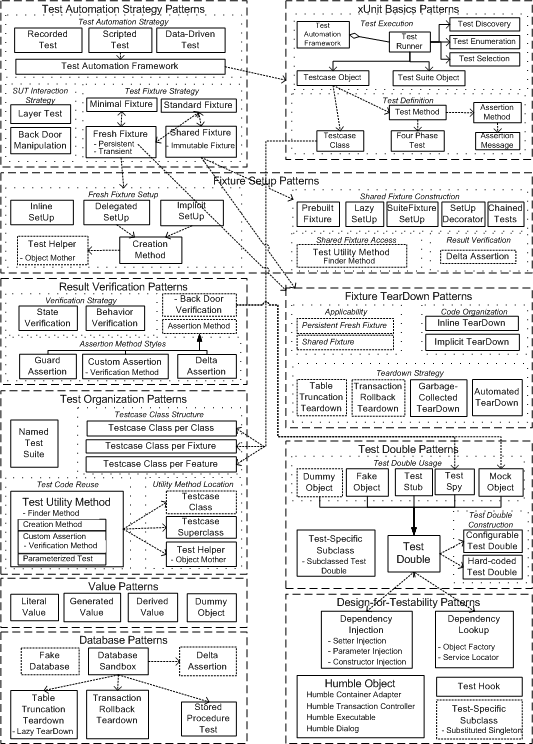 Test Automation Strategy Patterns
Test Automation Strategy
Recorded
Test
Scripted
Test
Data-Driven
Test
Test Automation Framework
SUT Interaction
Strategy
Layer Test
Back Door
Manipulation
Test Fixture Strategy
Minimal Fixture
Standard Fixture
Fresh Fixture
- Persistent
- Transient
Shared Fixture
- Immutable Fixture
xUnit Basics Patterns
Test Execution
Test
Automation
Framework
Test
Runner
Test Discovery
Test Enumeration
Test Selection
Testcase Object
Test Suite Object
Test Definition
Test Method
Assertion
Method
Testcase
Class
Four Phase
Test
Assertion
Message
Fixture Setup Patterns
Fresh Fixture Setup
Inline
SetUp
Delegated
SetUp
Implicit
SetUp
Test Helper
- Object Mother
Creation
Method
Shared Fixture Construction
Prebuilt
Fixture
Lazy
SetUp
SuiteFixture
SetUp
SetUp
Decorator
Chained
Tests
Shared Fixture Access
Test Utility Method
Finder Method
Result Verification
Delta Assertion
Result Verification Patterns
Verification Strategy
State
Verification
Behavior
Verification
- Back Door
Verification
Assertion Method
Assertion Method Styles
Guard
Assertion
Custom Assertion
- Verification Method
Delta
Assertion
Fixture TearDown Patterns
Applicability
Persistent Fresh Fixture
Shared Fixture
Code Organization
Inline TearDown
Implicit TearDown
Teardown Strategy
Table
Truncation
Teardown
Transaction
Rollback
Teardown
Garbage-
Collected
TearDown
Automated
TearDown
Test Organization Patterns
Named
Test
Suite
Testcase Class Structure
Testcase Class per Class
Testcase Class per Fixture
Testcase Class per Feature
Test Code Reuse
Test Utility Method
- Finder Method
Creation Method
Custom Assertion
- Verification Method
Parameterized Test
Utility Method Location
Testcase
Class
Testcase
Superclass
Test Helper
- Object Mother
Test Double Patterns
Test Double Usage
Dummy
Object
Fake
Object
Test
Stub
Test
Spy
Mock
Object
Test-Specific
Subclass
- Subclassed Test
Double
Test
Double
Test Double
Construction
Configurable
Test Double
Hard-coded
Test Double
Value Patterns
Literal
Value
Generated
Value
Derived
Value
Dummy
Object
Database Patterns
Fake
Database
Database
Sandbox
Delta
Assertion
Table
Truncation
Teardown
- Lazy TearDown
Transaction
Rollback
Teardown
Stored
Procedure
Test
Design-for-Testability Patterns
Dependency
Injection
- Setter Injection
- Parameter Injection
- Constructor Injection
Dependency
Lookup
- Object Factory
- Service Locator
Humble Object
Humble Container Adapter
Humble Transaction Controller
Humble Executable
Humble Dialog
Test Hook
Test-Specific
Subclass
- Substituted Singleton